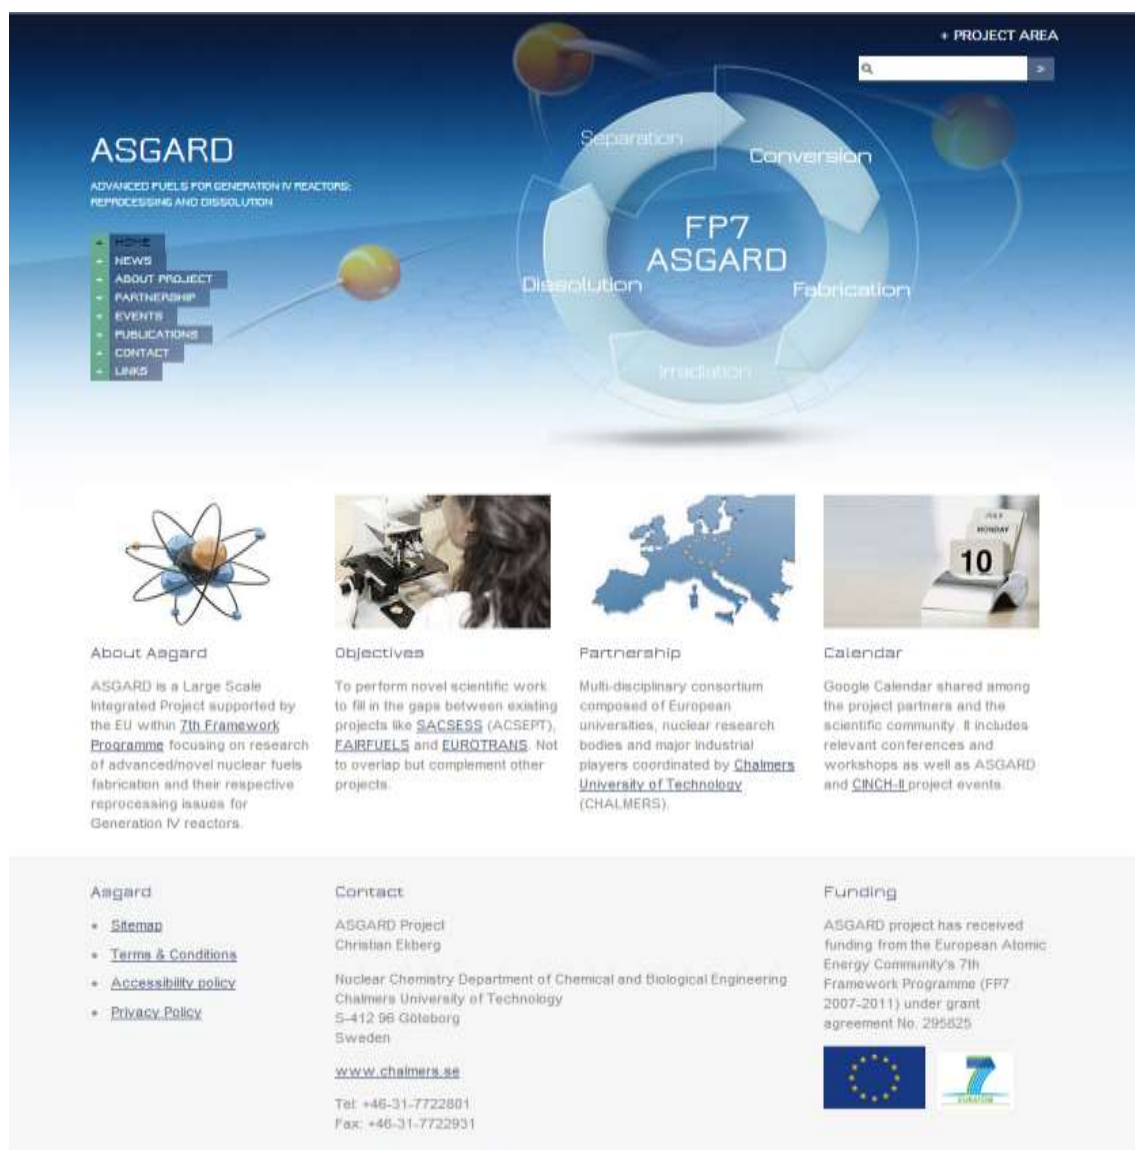 + PROJECT AREA
»
ASGARD
ADVANCED FUELS FOR GENERATION IV REACTORS:
REPROCESSING AND DISSOLUTION
+ HOME
+ NEWS
+ ABOUT PROJECT
+ PARTNERSHIP
+ EVENTS
+ PUBLICATIONS
+ CONTACT
+ LINKS
Separation
Conversion
FP7
ASGARD
Dissolution
Fabrication
Irradiation
JULY
MONDAY
10
About Asgard
ASGARD is a Large Scale
Integrated Project supported by
the EU within 7th Framework
Programme focusing on research
of advanced/novel nuclear fuels
fabrication and their respective
reprocessing issues for
Generation IV reactors.
Objectives
To perform novel scientific work
to fill in the gaps between existing
projects like SACSESS (ACSEPT),
FAIRFUELS and EUROTRANS. Not
to overlap but complement other
projects.
Partnership
Multi-disciplinary consortium
composed of European
universities, nuclear research
bodies and major industrial
players coordinated by Chalmers
University of Technology
(CHALMERS).
Calendar
Google Calendar shared among
the project partners and the
scientific community. It includes
relevant conferences and
workshops as well as ASGARD
and CINCH-II project events.
Asgard
• Sitemap
• Terms & Conditions
• Accessibility policy
• Privacy Policy
Contact
ASGARD Project
Christian Ekberg
Nuclear Chemistry Department of Chemical and Biological Engineering
Chalmers University of Technology
S-412 96 Göteborg
Sweden
www.chalmers.se
Tel: +46-31-7722801
Fax: +46-31-7722931
Funding
ASGARD project has received
funding from the European Atomic
Energy Community's 7th
Framework Programme (FP7
2007-2011) under grant
agreement No. 295825
7
EURATOM